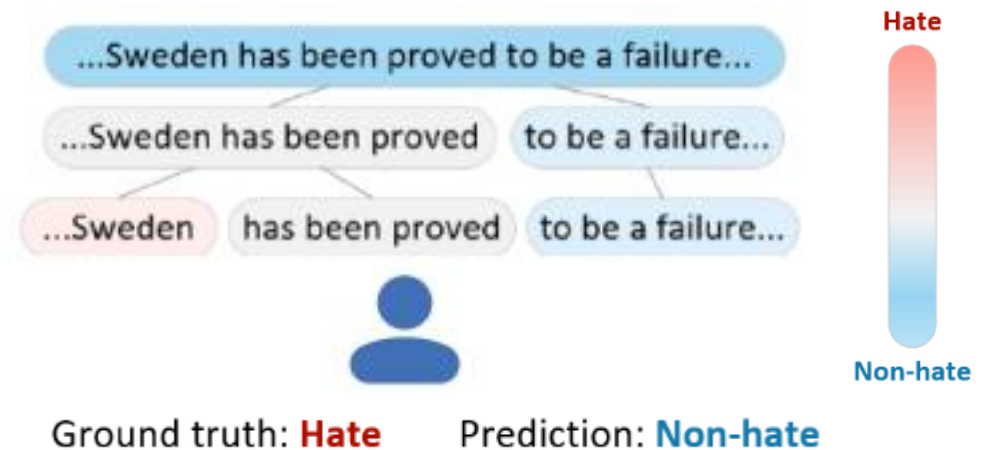 Hate
...Sweden has been proved to be a failure...
...Sweden has been proved to be a failure...
...Sweden has been proved to be a failure...
Non-hate
Ground truth: Hate Prediction: Non-hate